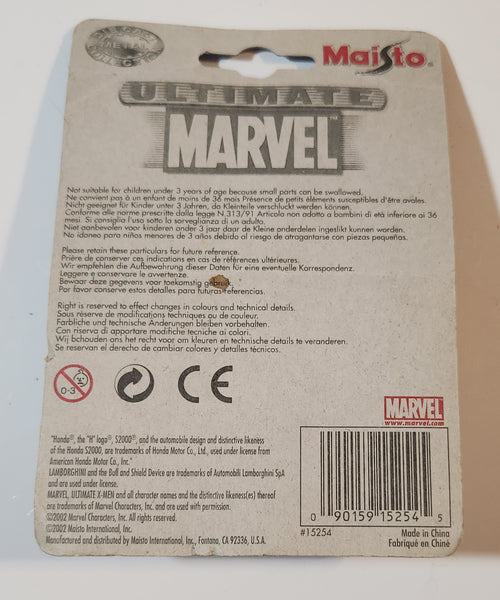 DIE-CAST
METAL
COLLECTION
Maisto®
ULTIMATE
MARVEL™
Not suitable for children under 3 years of age because small parts can be swallowed.
Ne convient pas à un enfant de moins de 36 mois Présence de petits éléments susceptibles d'être avales.
Nicht geeignet für Kinder unter 3 Jahren, da Kleinteile verschluckt werden können
Conforme alle norme prescritte dalla legge N.313/91 Articolo non adatto a bambini di età inferiore ai 36
mesi. Si consiglia l'uso sotto la sorveglianza di un adulto.
Niet aanbevolen voor kinderen onder 3 jaar daar de Kleine onderdelen ingeslikt kunnen worden.
No idoneo para niños menores de 3 años debido al riesgo de atragantarse con piezas pequeñas.
Please retain these particulars for future reference.
Prière de conserver ces indications en cas de références ultérieures.
Wir empfehlen die Aufbewahrung dieser Daten für eine eventuelle Korrespondenz.
Leggere e conservare le avvertenze.
Bewaar deze gegevens voor toekomstig gebruik.
Por favor conserve estos detalles para futuras referencias.
Right is reserved to effect changes in colours and technical details.
Sous réserve de modifications techniques ou de couleur.
Farbliche und technische Änderungen bleiben vorbehalten.
Con riserva di apportare modifiche tecniche ai colori.
Wij behouden ons het recht voor om kleuren en technische details te veranderen.
Se reservan el derecho de cambiar colores y detalles técnicos.
0-3
CE
MARVEL
www.marvel.com
"Honda", the "H" logo", S2000", and the automobile design and distinctive likeness
of the Honda S2000, are trademarks of Honda Motor Co., Ltd., used under license from
American Honda Motor Co., Inc."
LAMBORGHINI and the Bull and Shield Device are trademarks of Automobili Lamborghini SpA
and are used under license.
MARVEL, ULTIMATE X-MEN and all character names and the distinctive likeness(es) thereof
are trademarks of Marvel Characters, Inc. and are used with permission.
©2002 Marvel Characters, Inc. All rights reserved.
©2002 Maisto International, Inc.
Manufactured and distributed by Maisto International, Inc., Fontana, CA 92336, U.S.A.
0 90159 15254 5
#15254
Made in China
Fabriqué en Chine